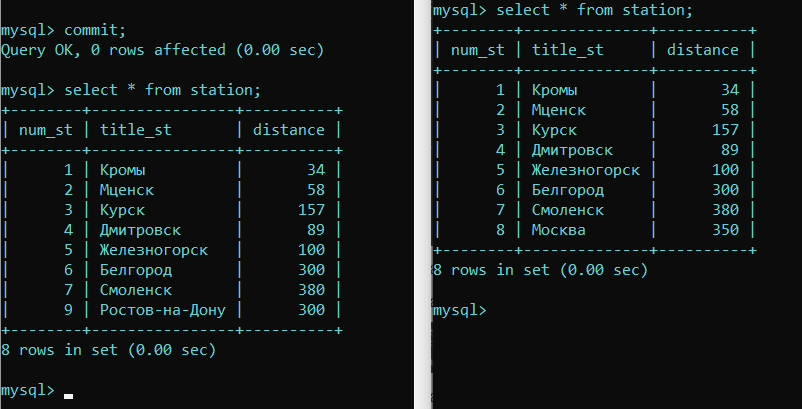 mysql> commit;
Query OK, 0 rows affected (0.00 sec)
mysql> select * from station;
+--------+----------------+----------+
| num_st | title_st       | distance |
+--------+----------------+----------+
|      1 | Кромы          |       34 |
|      2 | Мценск         |       58 |
|      3 | Курск          |      157 |
|      4 | Дмитровск      |       89 |
|      5 | Железногорск   |      100 |
|      6 | Белгород       |      300 |
|      7 | Смоленск       |      380 |
|      9 | Ростов-на-Дону |      300 |
+--------+----------------+----------+
8 rows in set (0.00 sec)
mysql>
mysql> select * from station;
+--------+--------------+----------+
| num_st | title_st     | distance |
+--------+--------------+----------+
|      1 | Кромы        |       34 |
|      2 | Мценск       |       58 |
|      3 | Курск        |      157 |
|      4 | Дмитровск    |       89 |
|      5 | Железногорск |      100 |
|      6 | Белгород     |      300 |
|      7 | Смоленск     |      380 |
|      8 | Москва       |      350 |
+--------+--------------+----------+
8 rows in set (0.00 sec)
mysql>